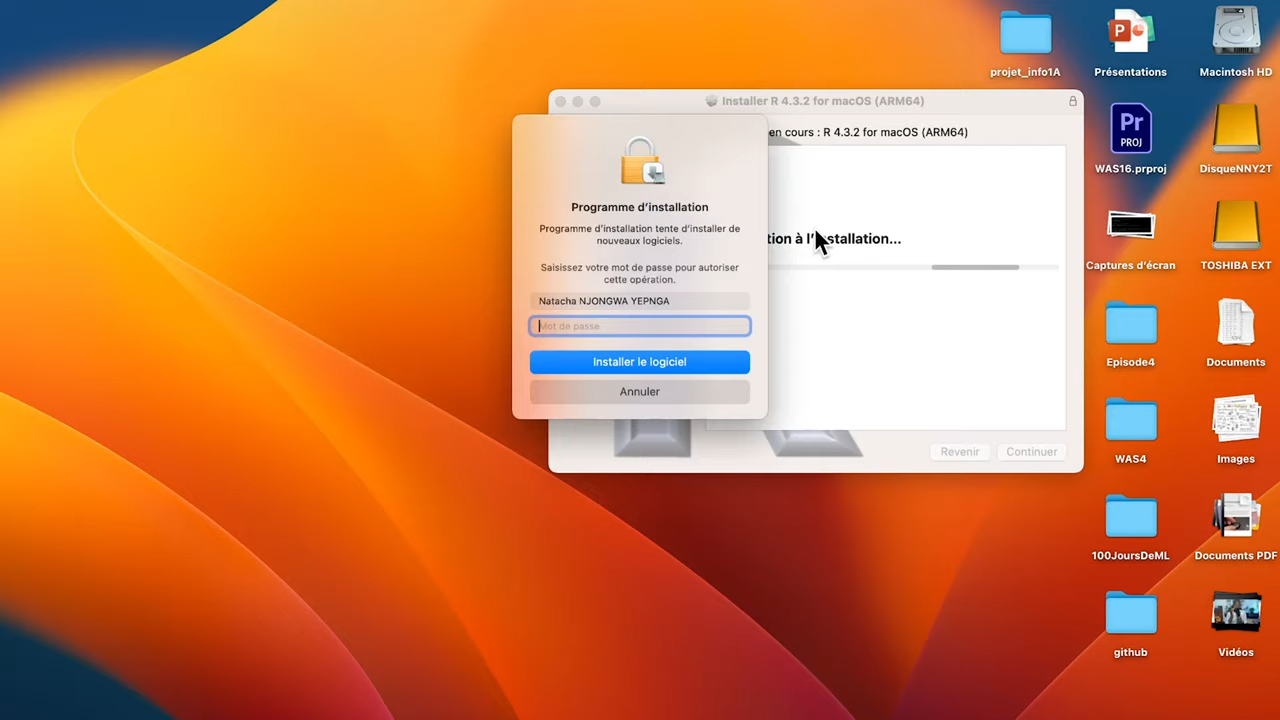 projet_info1A
Présentations
Macintosh HD
Installer R 4.3.2 for macOS (ARM64)
en cours : R 4.3.2 for macOS (ARM64)
Programme d'installation
Programme d'installation tente d'installer de
nouveaux logiciels.
Saisissez votre mot de passe pour autoriser
cette opération.
Natacha NJONGWA YEPNGA
Mot de passe
Installer le logiciel
Annuler
tion à l'installation...
Revenir
Continuer
P
Pr
PROJ
WAS16.prproj
DisqueNNY2T
Captures d'écran
TOSHIBA EXT
Episode4
Documents
WAS4
Images
100JoursDeML
Documents PDF
github
Vidéos